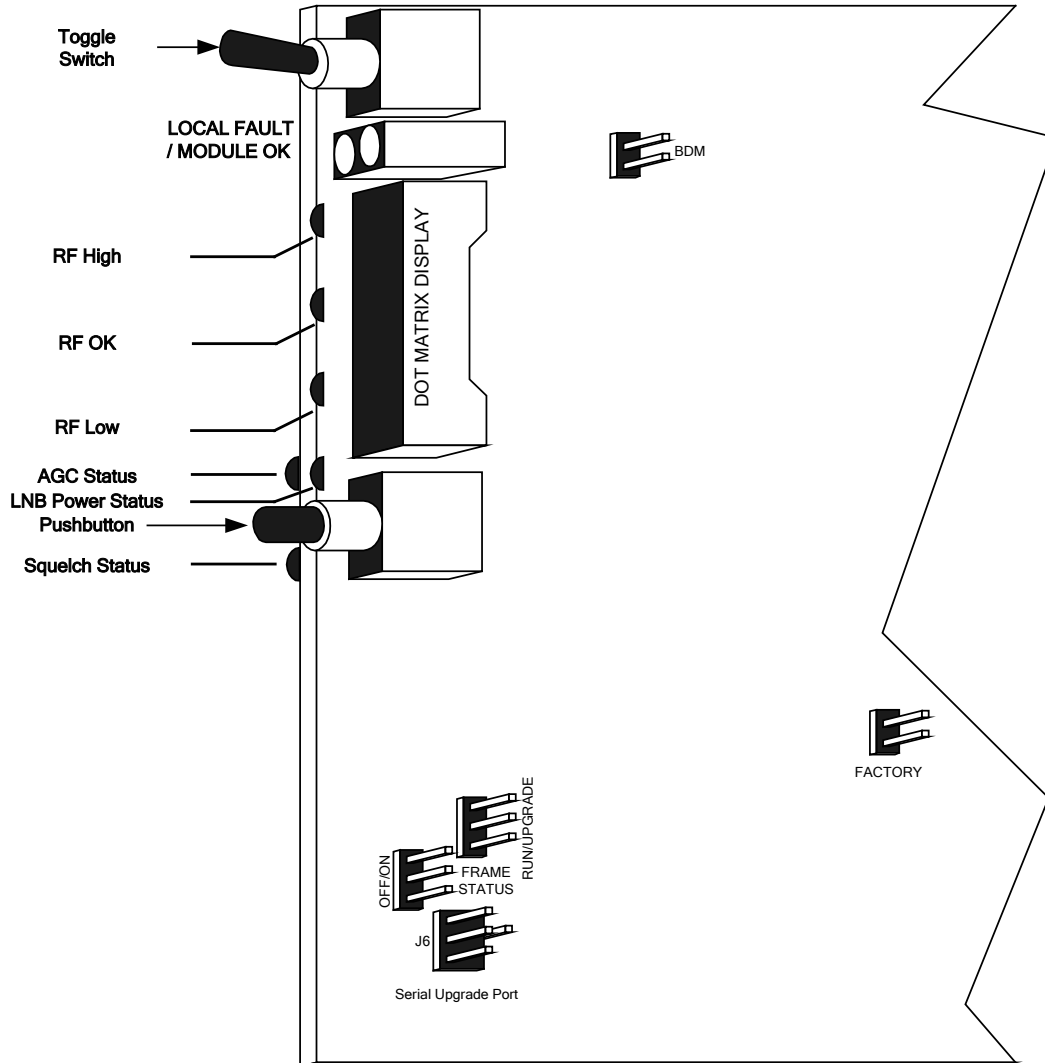 Toggle
Switch
LOCAL FAULT
/ MODULE OK
BDM
RF High
DOT MATRIX DISPLAY
RF OK
RF Low
AGC Status
LNB Power Status
Pushbutton
Squelch Status
FACTORY
RUN/UPGRADE
OFF/ON
FRAME
STATUS
J6
Serial Upgrade Port